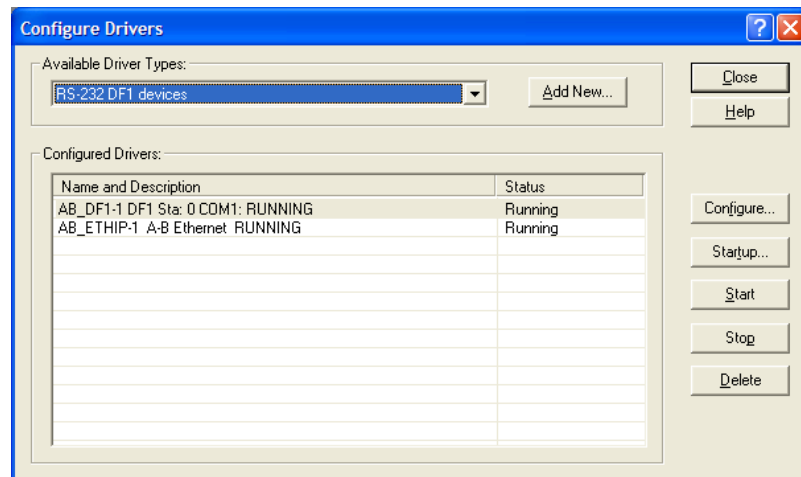 Configure Drivers
Available Driver Types:
RS-232 DF1 devices
Add New...
Close
Help
Configured Drivers:
Name and Description Status
AB_DF1-1 DF1 Sta: 0 COM1: RUNNING Running
AB_ETHIP-1 A-B Ethernet RUNNING Running
Configure...
Startup...
Start
Stop
Delete